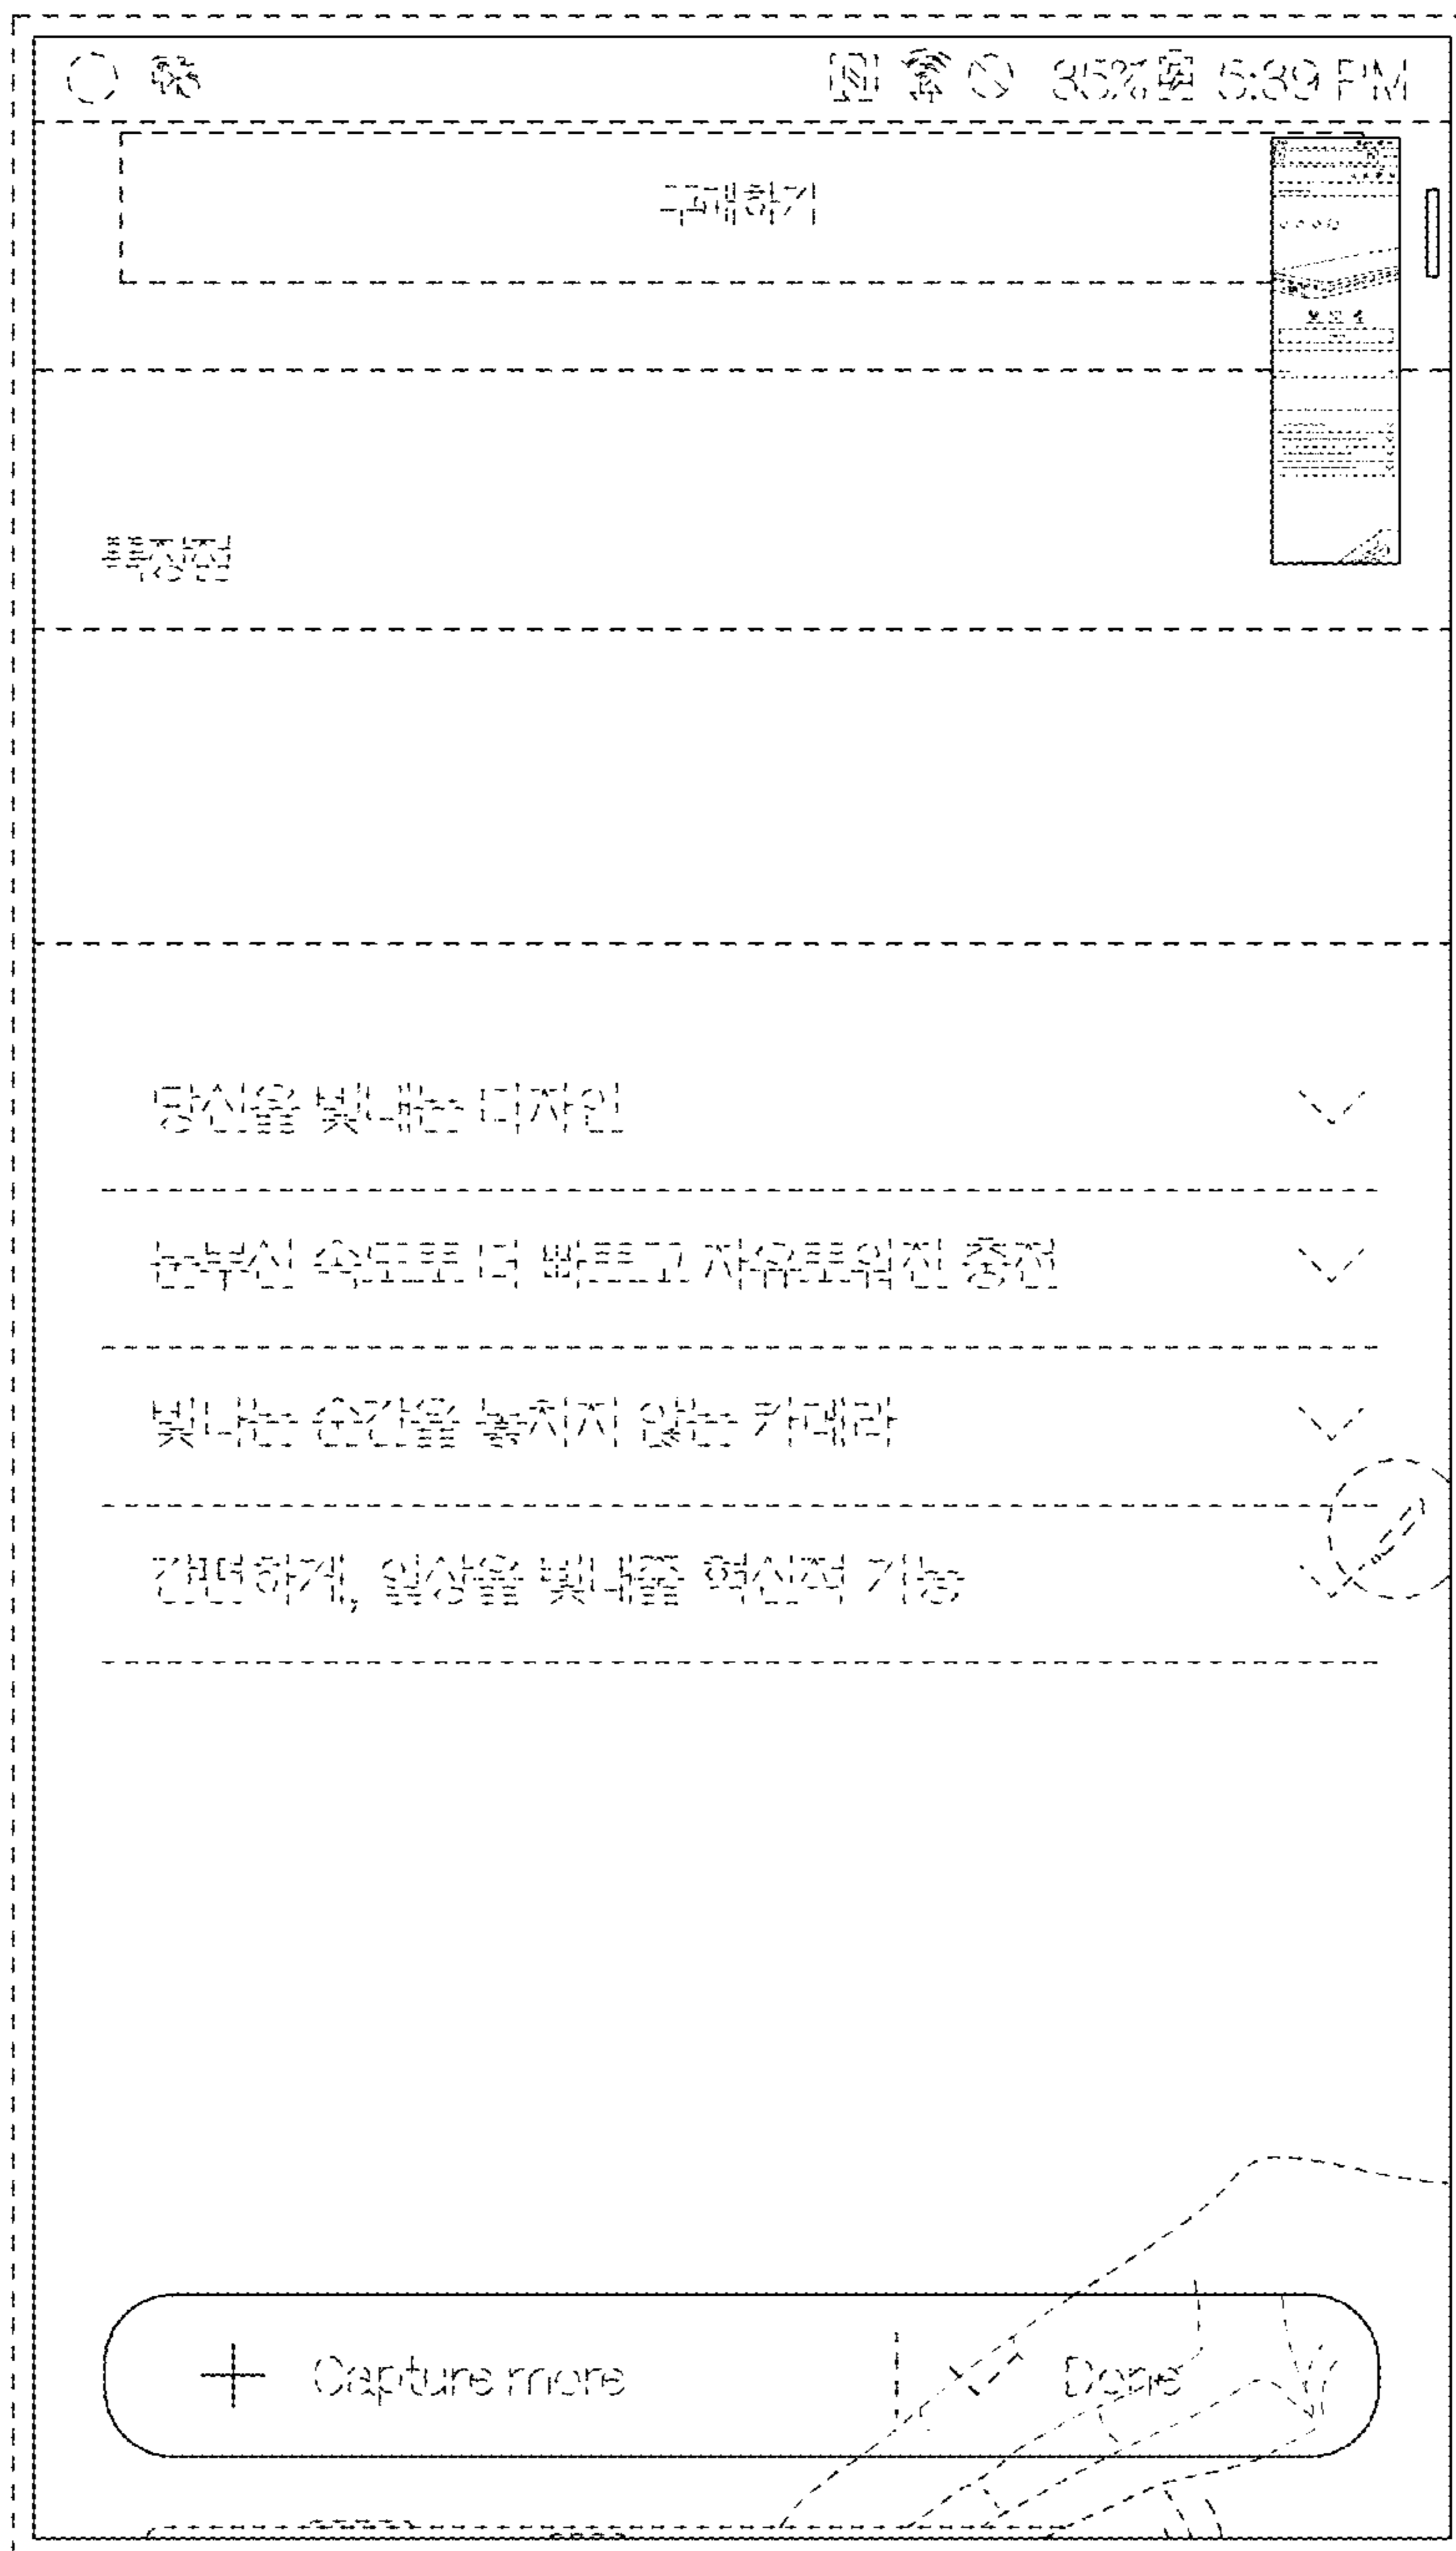 35% 5:39 PM
구매하기
특장점
당신을 빛내는 디자인
눈부신 속도로 더 빠르고 자유로워진 충전
빛나는 순간을 놓치지 않는 카메라
간편하게, 일상을 빛내줄 혁신적 기능
Capture more
Done